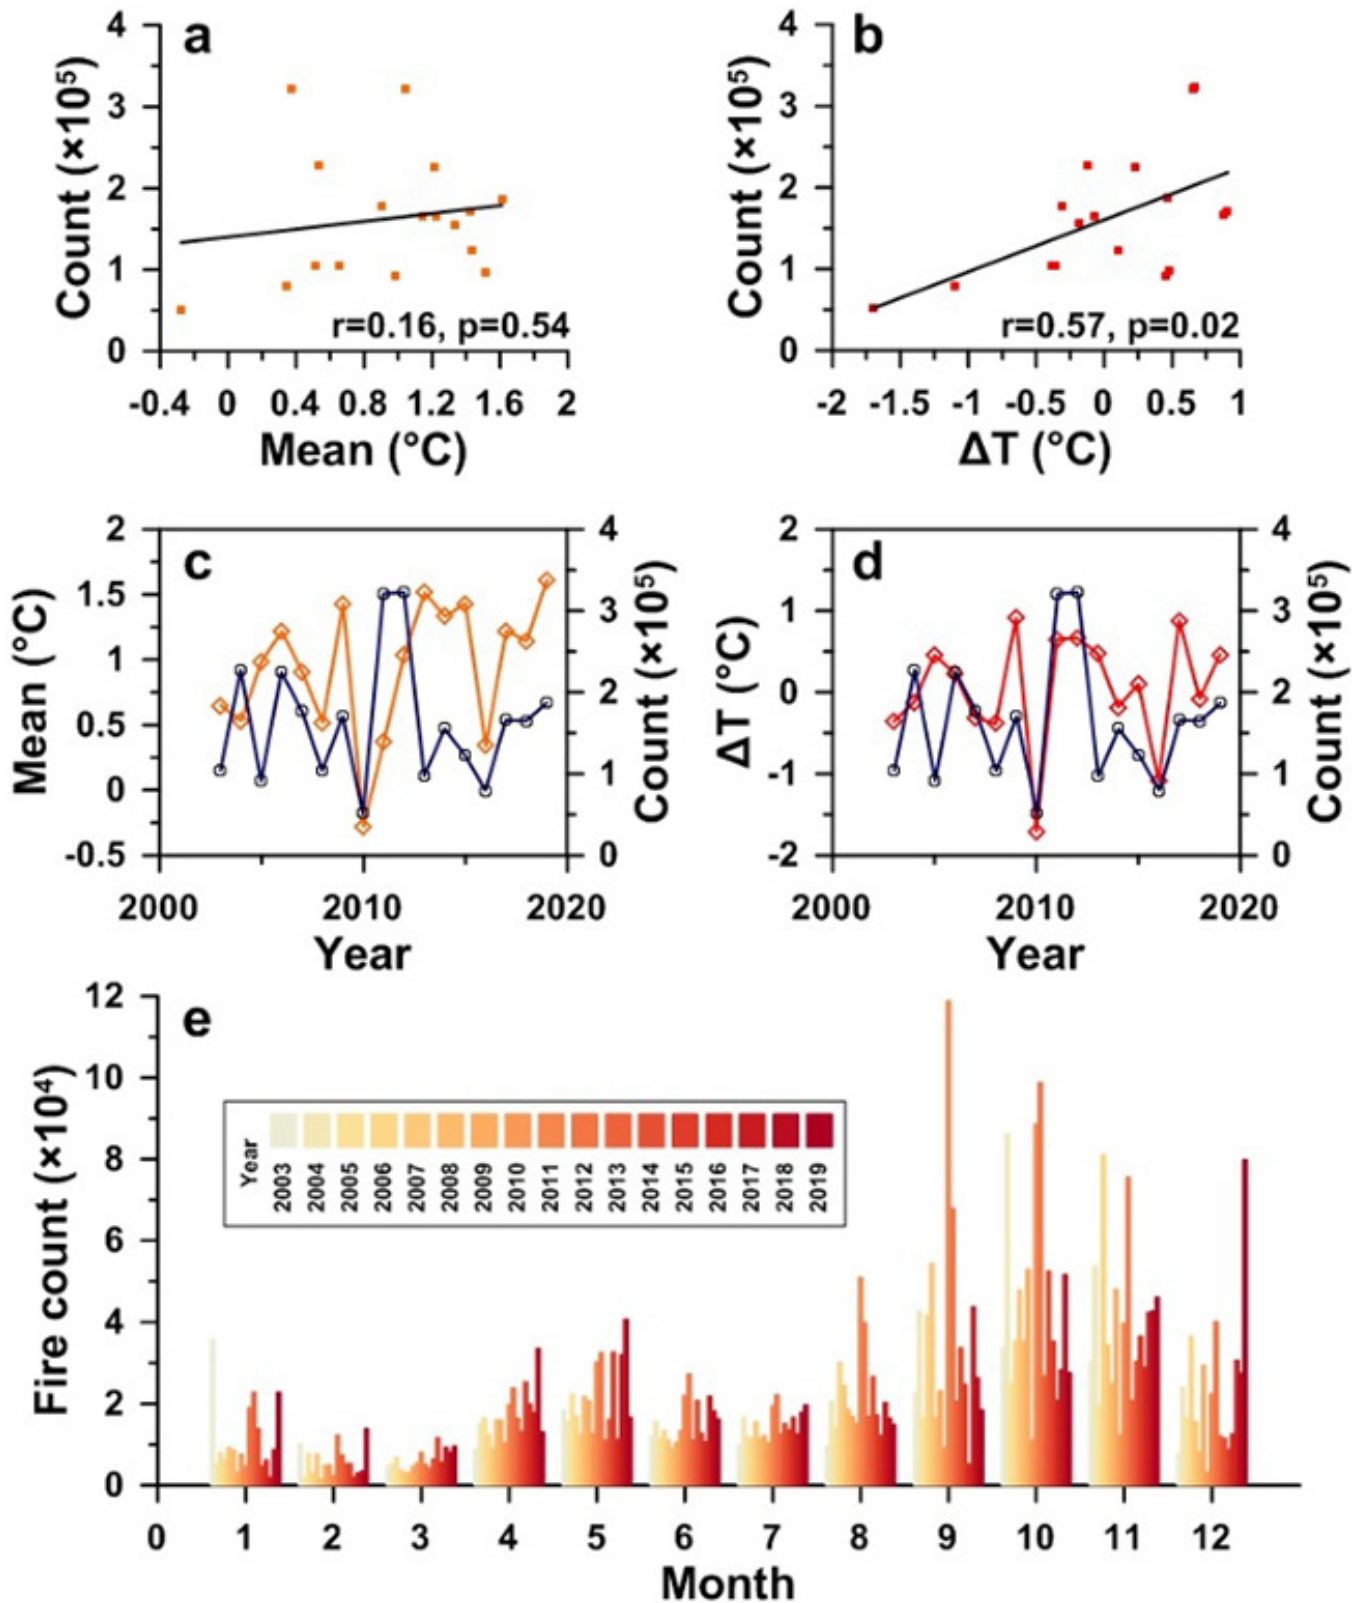 a
4
3
2
1
0
Count (×10⁵)
r=0.16, p=0.54
-0.4 0 0.4 0.8 1.2 1.6 2
Mean (°C)
b
4
3
2
1
0
Count (×10⁵)
r=0.57, p=0.02
-2 -1.5 -1 -0.5 0 0.5 1
ΔT (°C)
c
2
1.5
1
0.5
0
-0.5
Mean (°C)
4
3
2
1
0
Count (×10⁵)
2000 2010 2020
Year
d
2
1
0
-1
-2
ΔT (°C)
4
3
2
1
0
Count (×10⁵)
2000 2010 2020
Year
e
12
10
8
6
4
2
0
Fire count (×10⁴)
Year
2003
2004
2005
2006
2007
2008
2009
2010
2011
2012
2013
2014
2015
2016
2017
2018
2019
0 1 2 3 4 5 6 7 8 9 10 11 12
Month